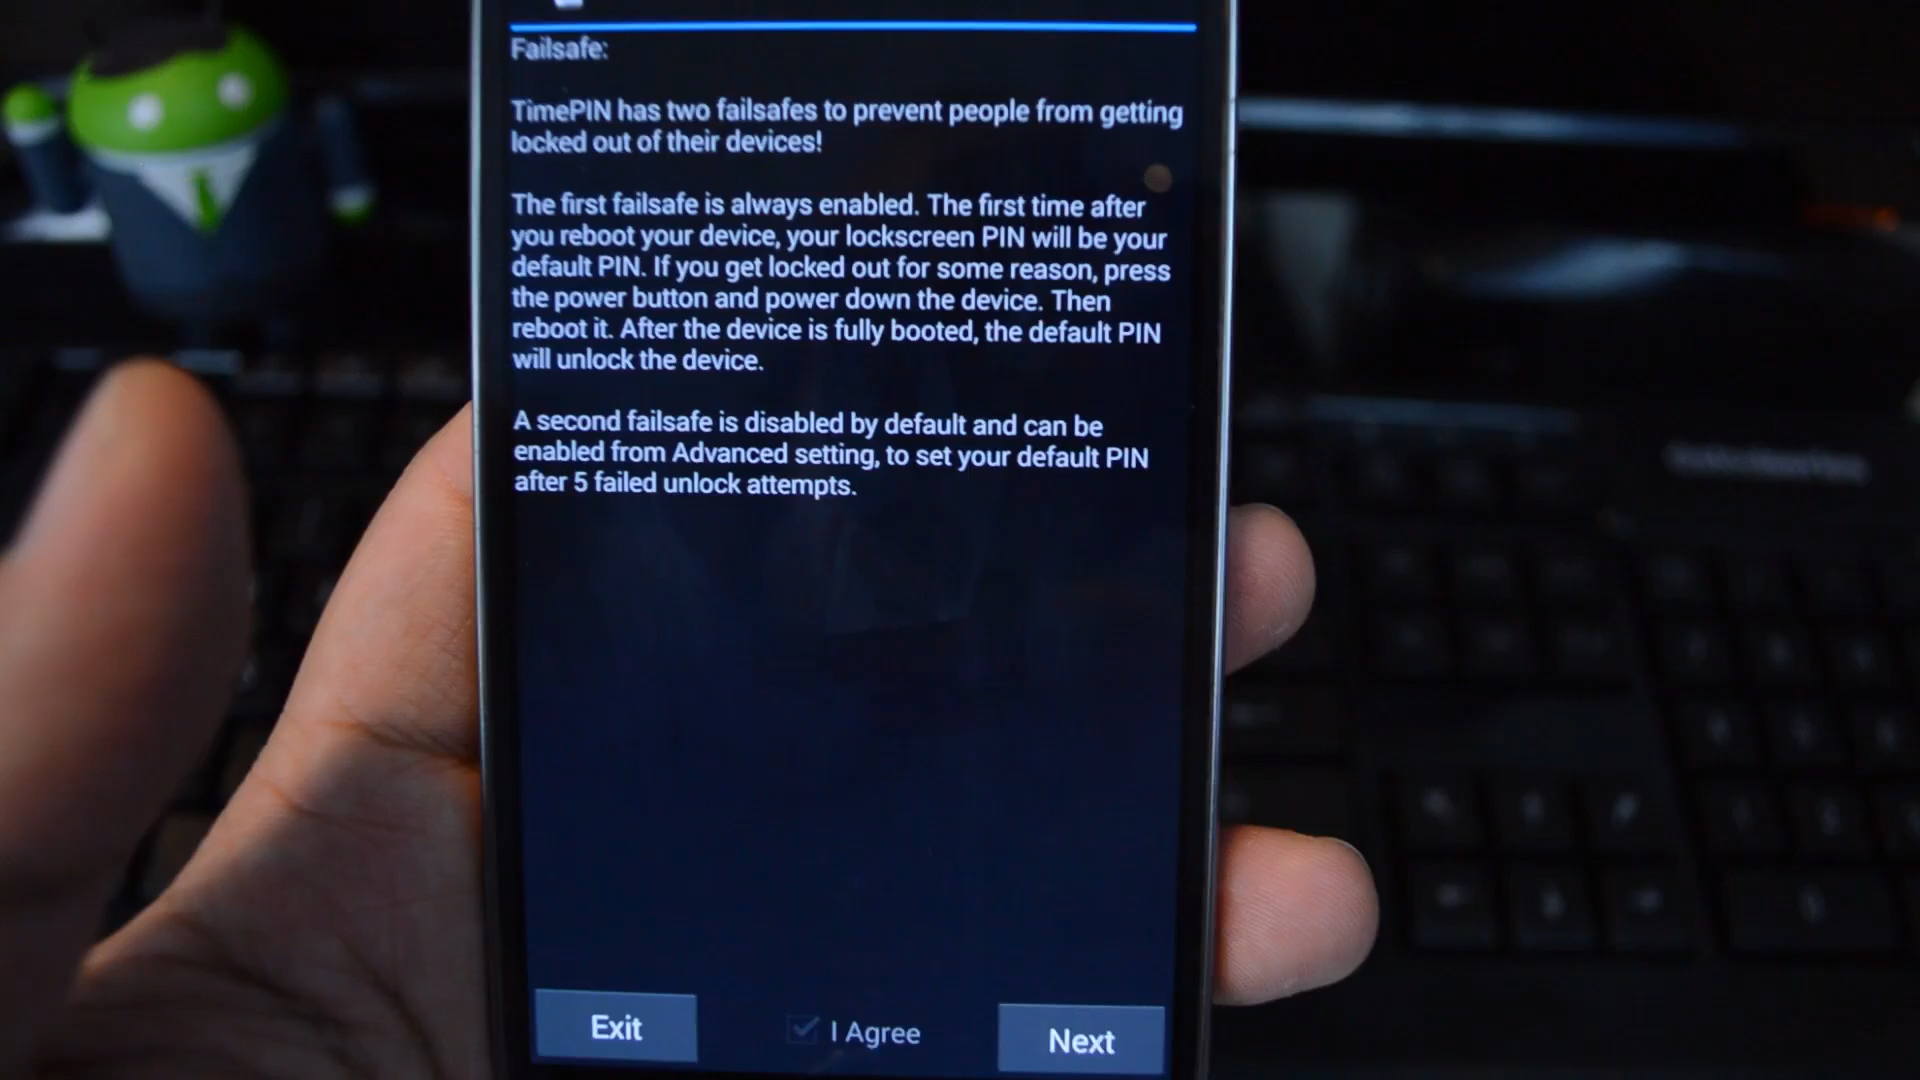 Failsafe:
TimePIN has two failsafes to prevent people from getting
locked out of their devices!
The first failsafe is always enabled. The first time after
you reboot your device, your lockscreen PIN will be your
default PIN. If you get locked out for some reason, press
the power button and power down the device. Then
reboot it. After the device is fully booted, the default PIN
will unlock the device.
A second failsafe is disabled by default and can be
enabled from Advanced setting, to set your default PIN
after 5 failed unlock attempts.
Exit
I Agree
Next